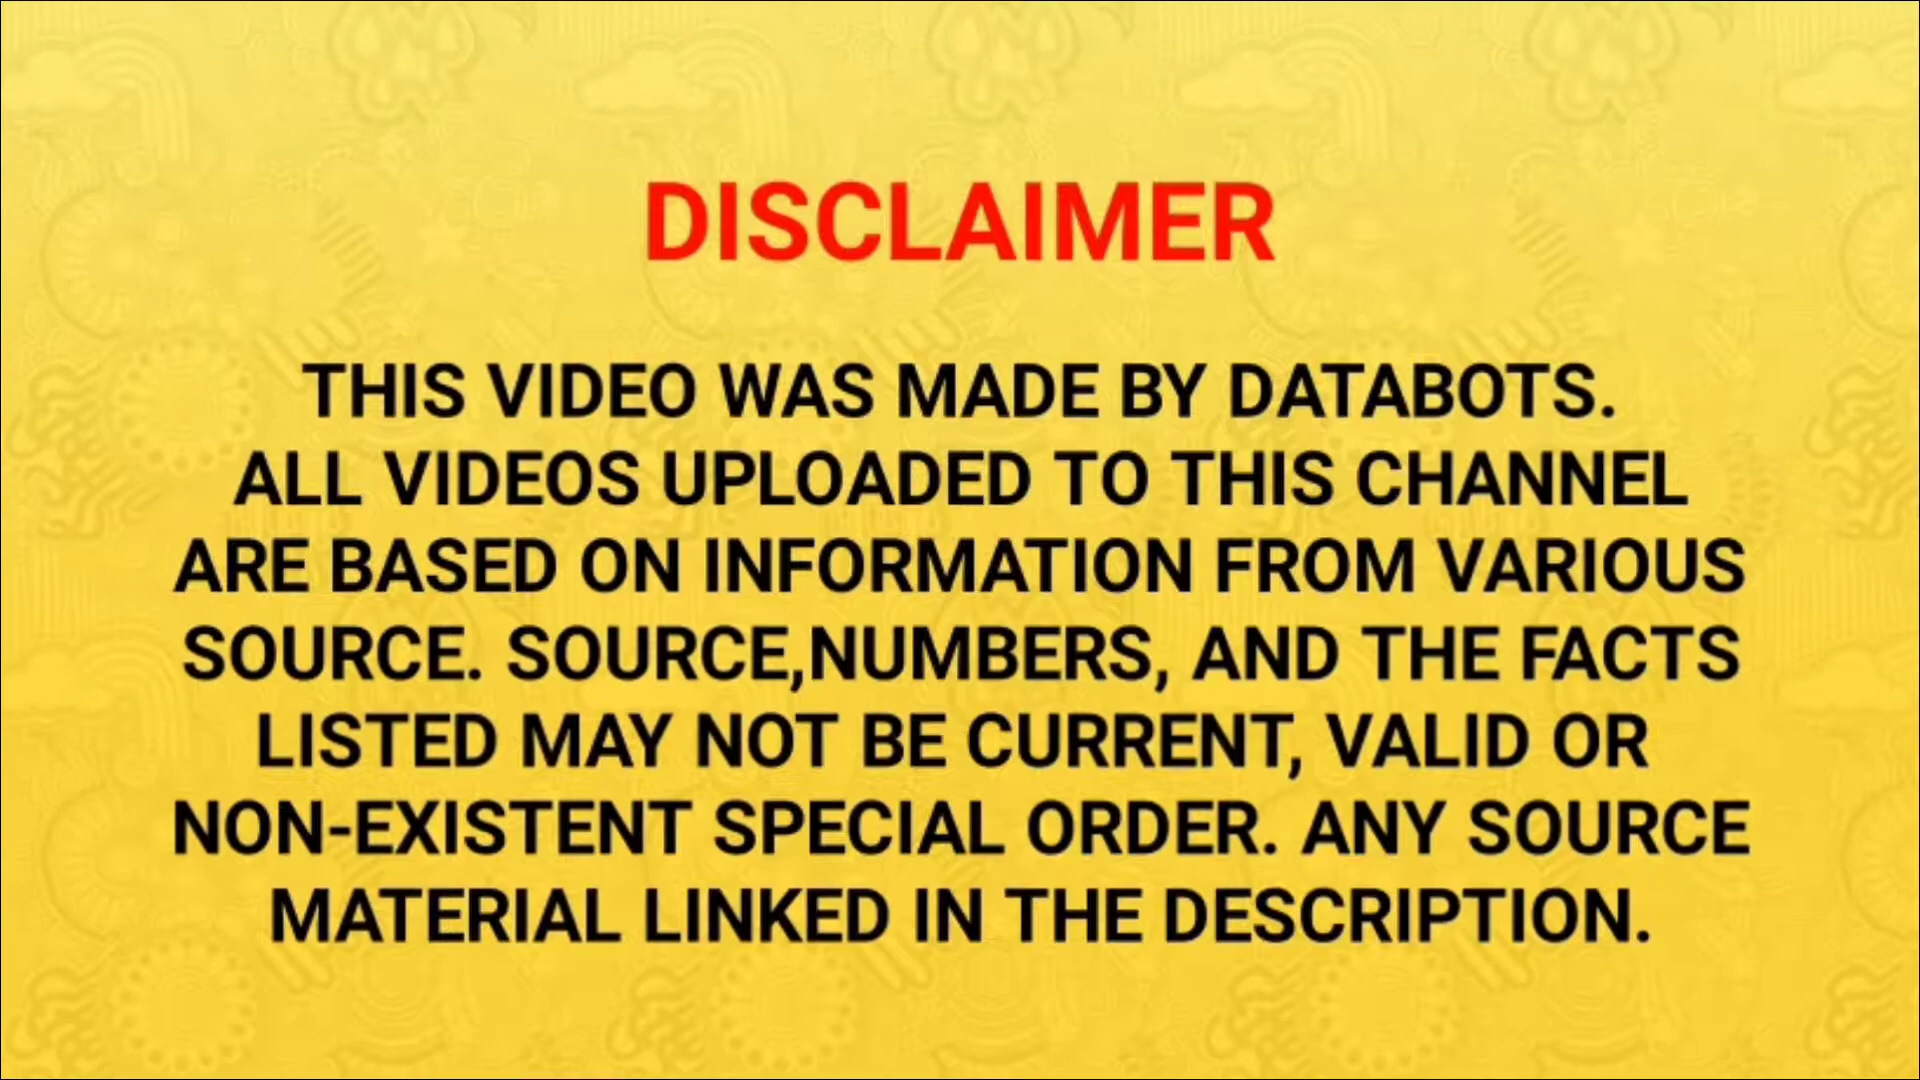 DISCLAIMER
THIS VIDEO WAS MADE BY DATABOTS.
ALL VIDEOS UPLOADED TO THIS CHANNEL
ARE BASED ON INFORMATION FROM VARIOUS
SOURCE. SOURCE,NUMBERS, AND THE FACTS
LISTED MAY NOT BE CURRENT, VALID OR
NON-EXISTENT SPECIAL ORDER. ANY SOURCE
MATERIAL LINKED IN THE DESCRIPTION.